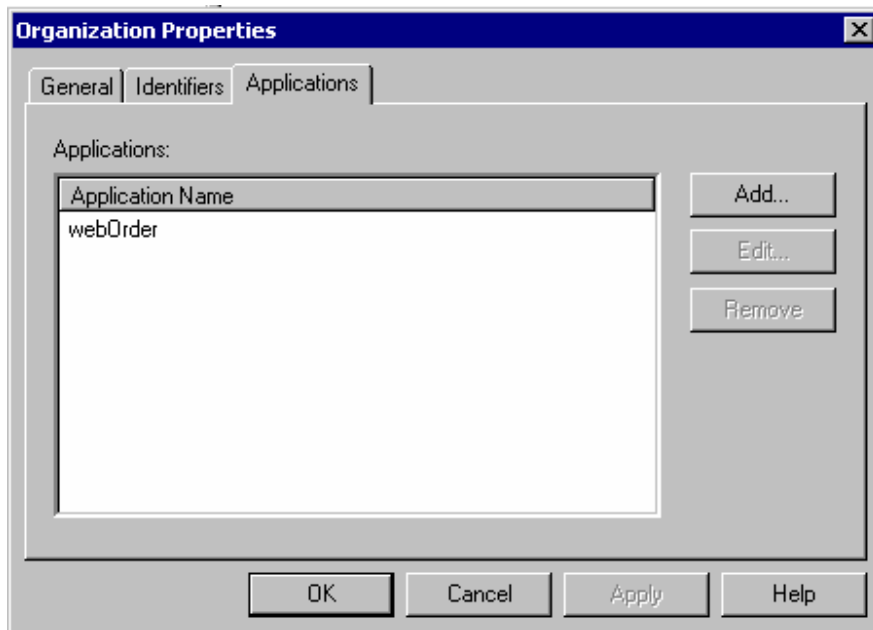 Organization Properties
General Identifiers Applications
Applications:
Application Name
webOrder
Add...
Edit...
Remove
OK Cancel Apply Help